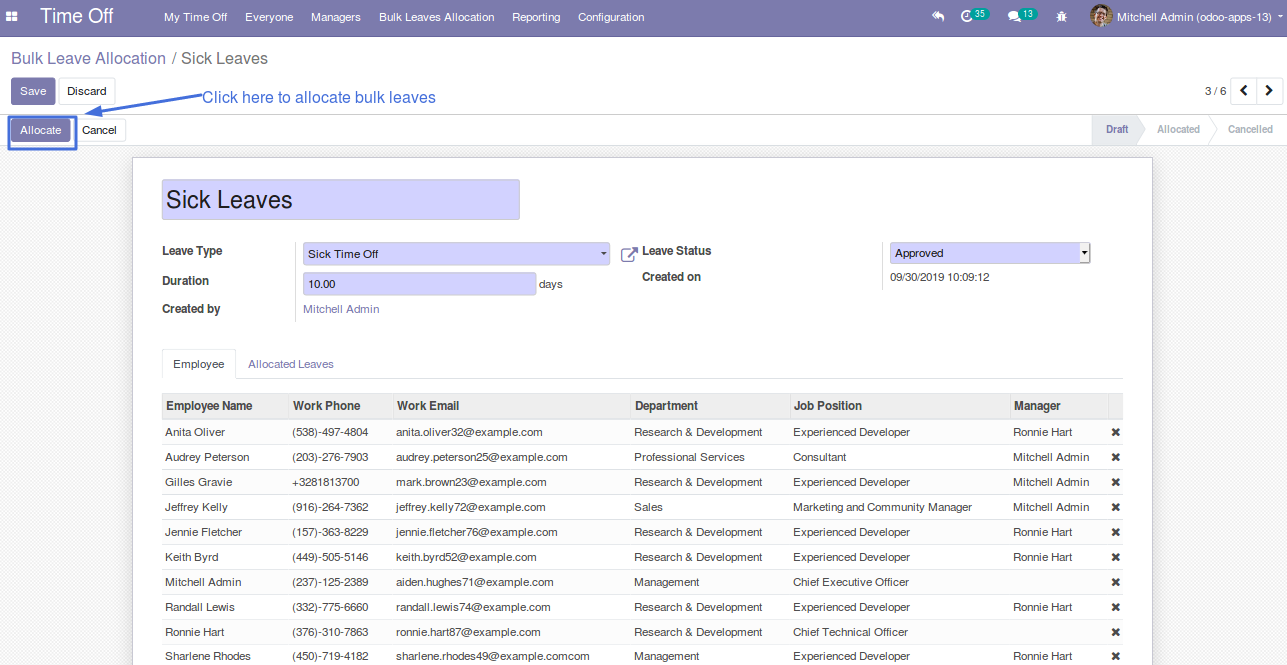 Time Off My Time Off Everyone Managers Bulk Leaves Allocation Reporting Configuration 35 13 Mitchell Admin (odoo-apps-13)
Bulk Leave Allocation / Sick Leaves
Save Discard 3 / 6
Click here to allocate bulk leaves
Allocate Cancel Draft Allocated Cancelled
Sick Leaves
Leave Type Sick Time Off Leave Status Approved
Duration 10.00 days Created on 09/30/2019 10:09:12
Created by Mitchell Admin
Employee Allocated Leaves
Employee Name Work Phone Work Email Department Job Position Manager
Anita Oliver (538)-497-4804 anita.oliver32@example.com Research & Development Experienced Developer Ronnie Hart
Audrey Peterson (203)-276-7903 audrey.peterson25@example.com Professional Services Consultant Mitchell Admin
Gilles Gravie +3281813700 mark.brown23@example.com Research & Development Experienced Developer Mitchell Admin
Jeffrey Kelly (916)-264-7362 jeffrey.kelly72@example.com Sales Marketing and Community Manager Mitchell Admin
Jennie Fletcher (157)-363-8229 jennie.fletcher76@example.com Research & Development Experienced Developer Ronnie Hart
Keith Byrd (449)-505-5146 keith.byrd52@example.com Research & Development Experienced Developer Ronnie Hart
Mitchell Admin (237)-125-2389 aiden.hughes71@example.com Management Chief Executive Officer
Randall Lewis (332)-775-6660 randall.lewis74@example.com Research & Development Experienced Developer Ronnie Hart
Ronnie Hart (376)-310-7863 ronnie.hart87@example.com Research & Development Chief Technical Officer
Sharlene Rhodes (450)-719-4182 sharlene.rhodes49@example.comcom Management Experienced Developer Ronnie Hart